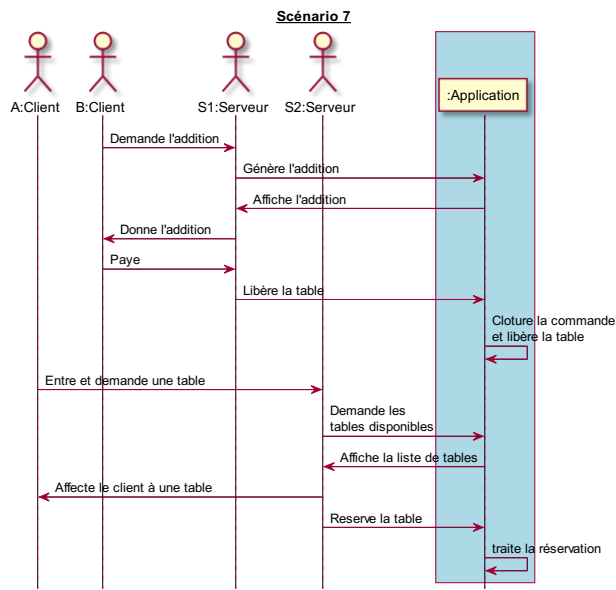 Scénario 7
A:Client
B:Client
S1:Serveur
S2:Serveur
:Application
Demande l'addition
Génère l'addition
Affiche l'addition
Donne l'addition
Paye
Libère la table
Cloture la commande
et libère la table
Entre et demande une table
Demande les
tables disponibles
Affiche la liste de tables
Affecte le client à une table
Reserve la table
traite la réservation